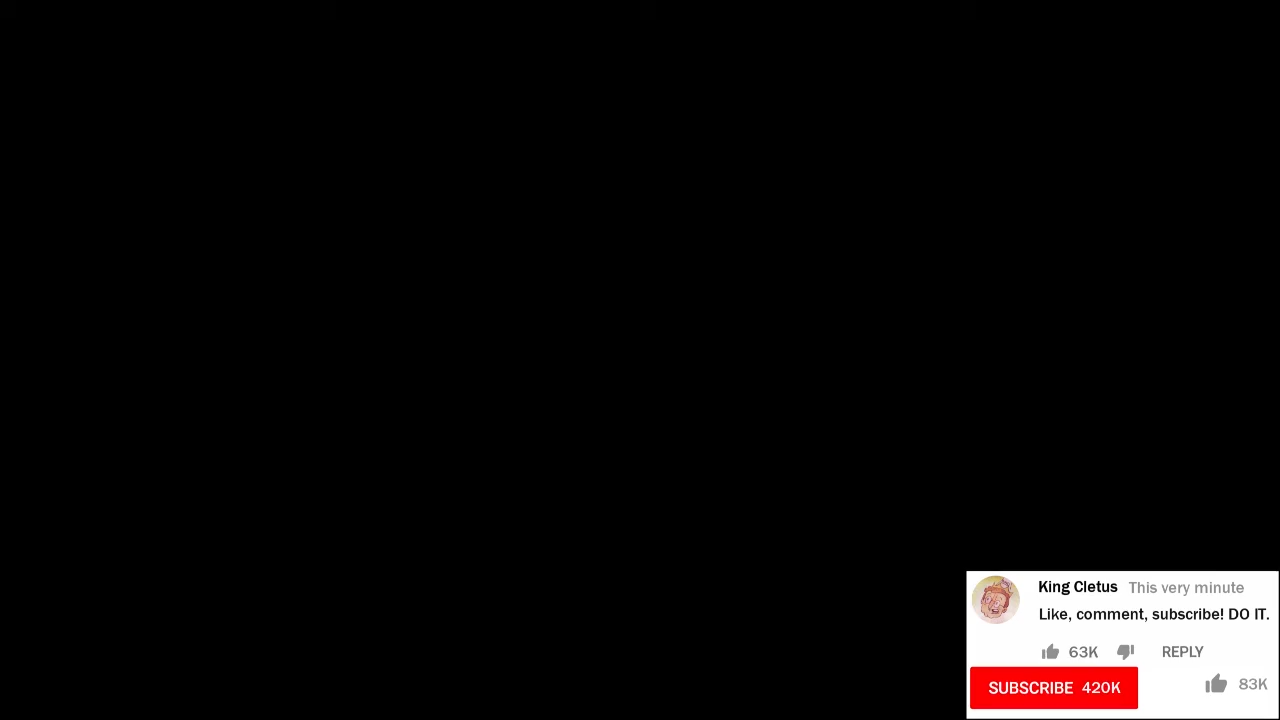 King Cletus This very minute
Like, comment, subscribe! DO IT.
63K REPLY
SUBSCRIBE 420K 83K